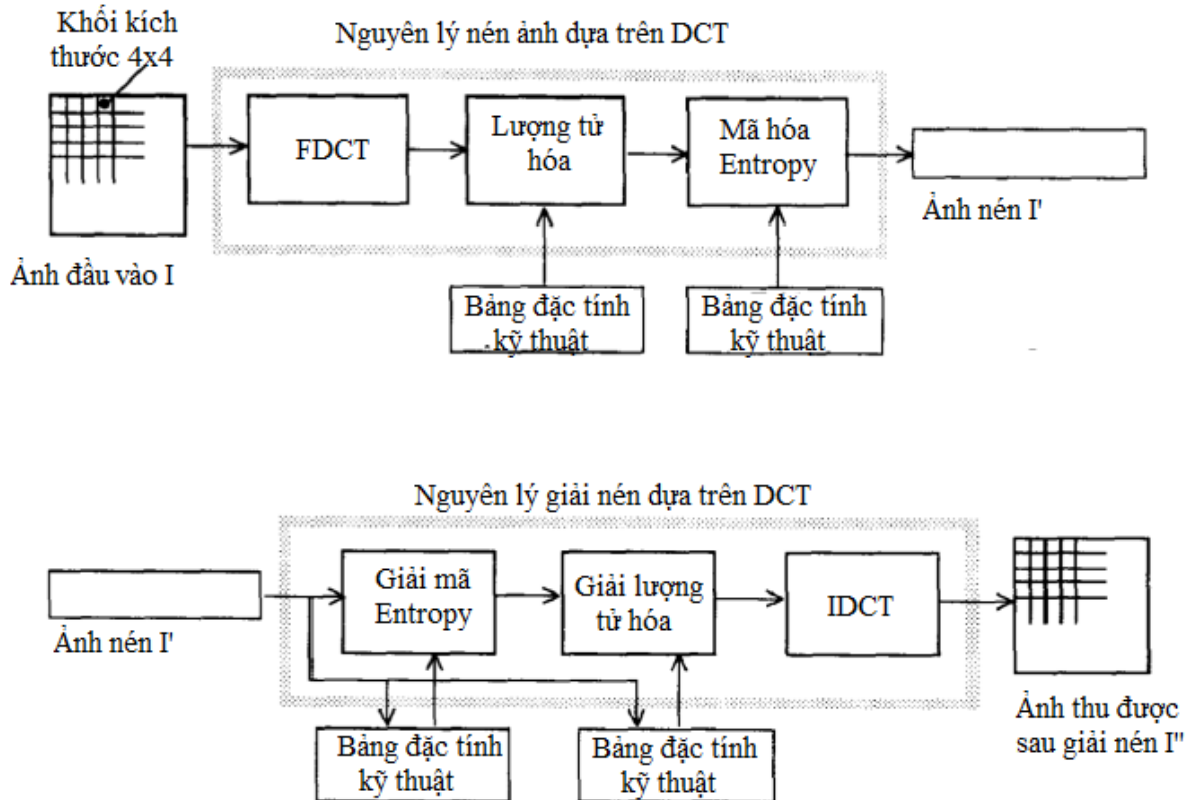 Khối kích
thước 4x4
Nguyên lý nén ảnh dựa trên DCT
FDCT
Lượng tử
hóa
Mã hóa
Entropy
Ảnh nén I'
Ảnh đầu vào I
Bảng đặc tính
kỹ thuật
Bảng đặc tính
kỹ thuật
Nguyên lý giải nén dựa trên DCT
Giải mã
Entropy
Giải lượng
tử hóa
IDCT
Ảnh nén I'
Ảnh thu được
sau giải nén I"
Bảng đặc tính
kỹ thuật
Bảng đặc tính
kỹ thuật